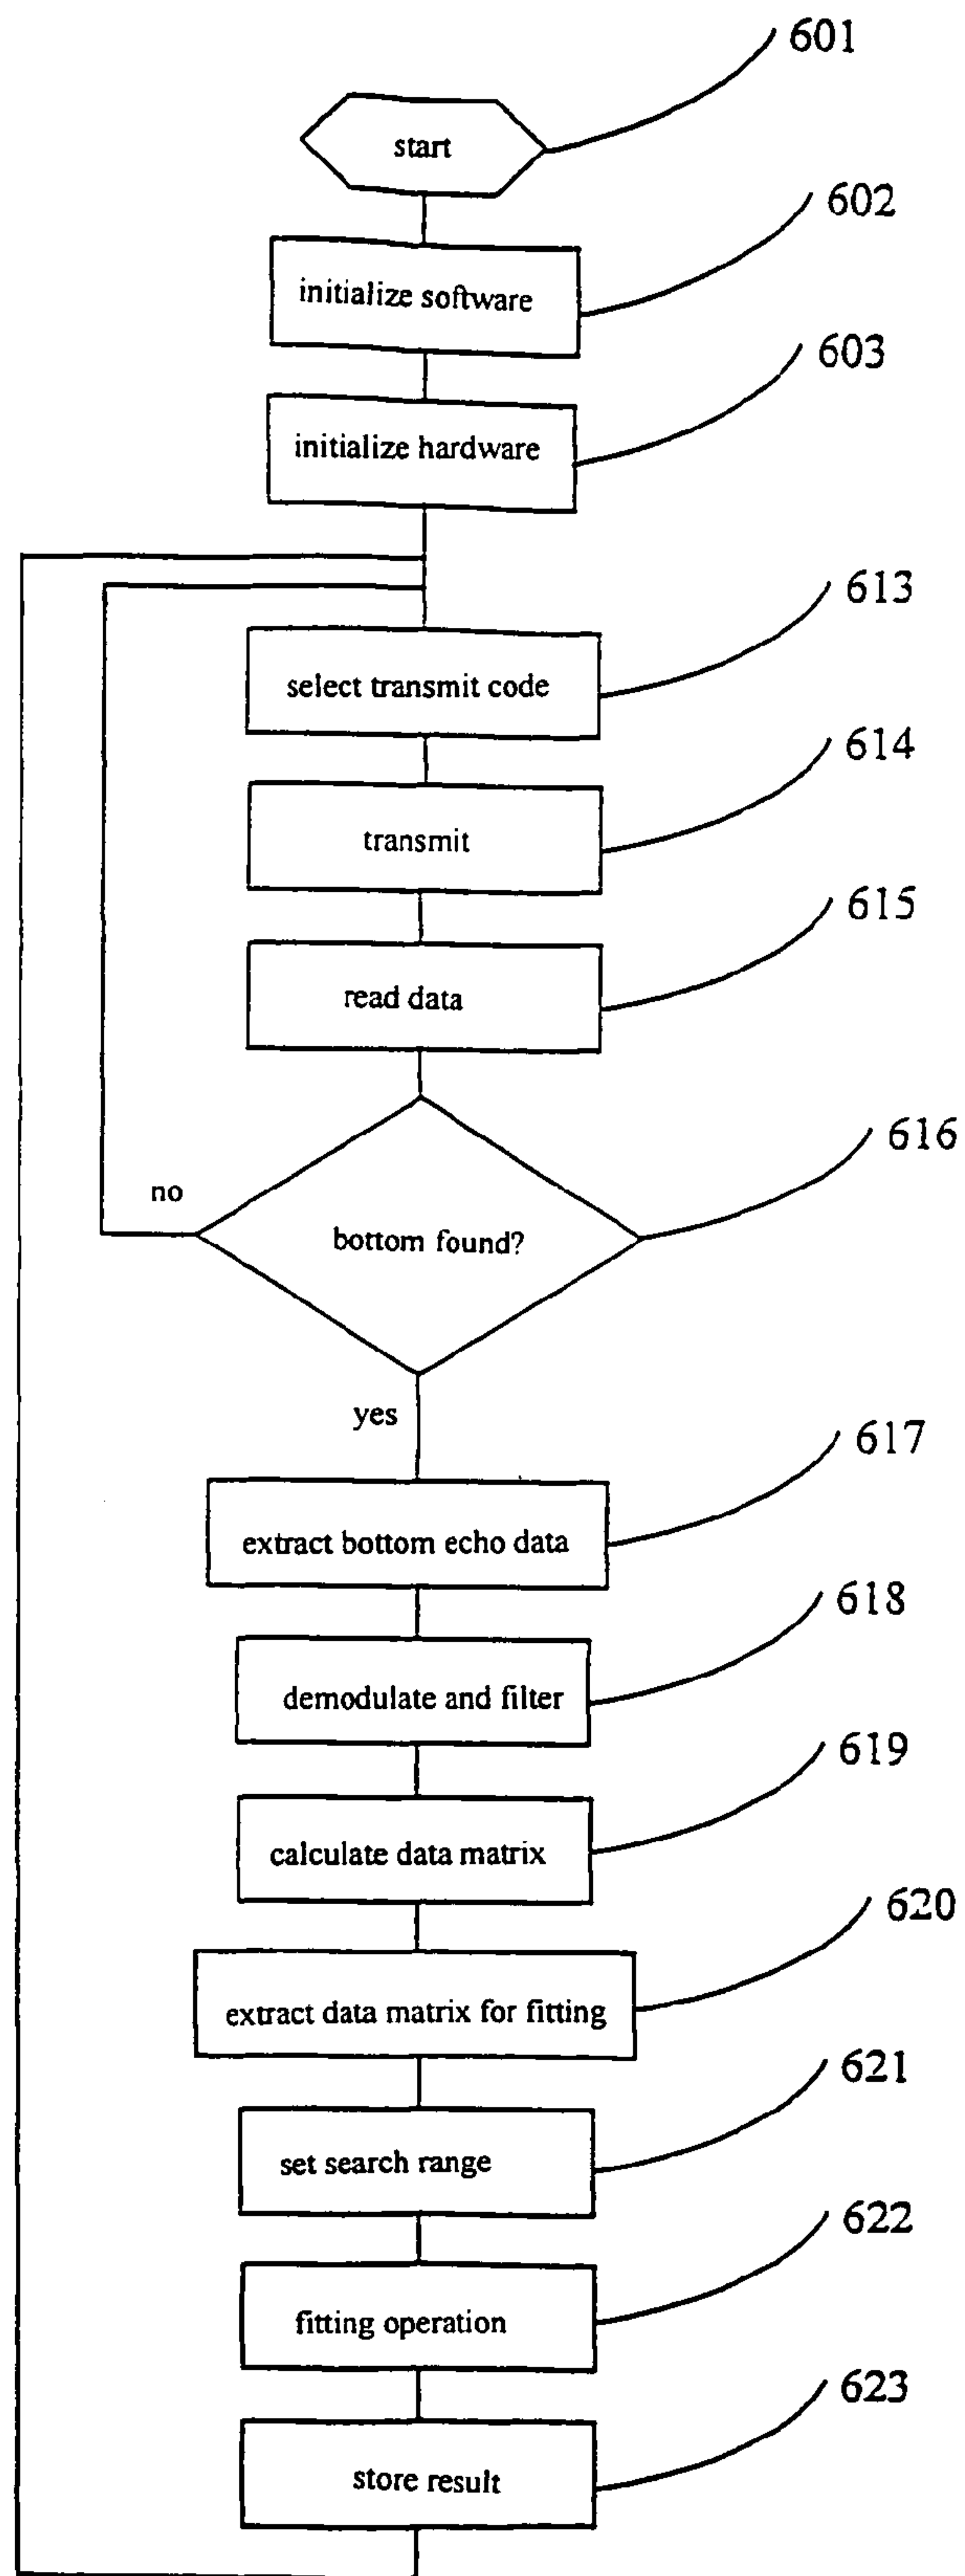 601
start
602
initialize software
603
initialize hardware
613
select transmit code
614
transmit
615
read data
616
no
bottom found?
yes
617
extract bottom echo data
618
demodulate and filter
619
calculate data matrix
620
extract data matrix for fitting
621
set search range
622
fitting operation
623
store result